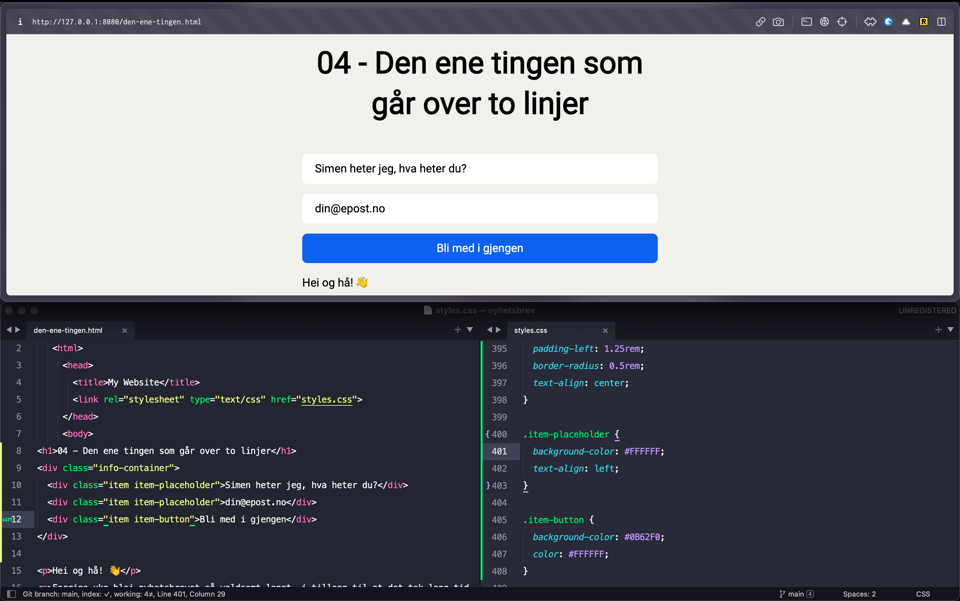 http://127.0.0.1:8080/den-ene-tingen.html
04 - Den ene tingen som
går over to linjer
Simen heter jeg, hva heter du?
din@epost.no
Bli med i gjengen
Hei og hå! 👋
styles.css — nyhetsbrev
UNREGISTERED
den-ene-tingen.html
2 <html>
3 <head>
4 <title>My Website</title>
5 <link rel="stylesheet" type="text/css" href="styles.css">
6 </head>
7 <body>
8 <h1>04 - Den ene tingen som går over to linjer</h1>
9 <div class="info-container">
10 <div class="item item-placeholder">Simen heter jeg, hva heter du?</div>
11 <div class="item item-placeholder">din@epost.no</div>
12 <div class="item item-button">Bli med i gjengen</div>
13 </div>
14
15 <p>Hei og hå! 👋</p>
styles.css
395 padding-left: 1.25rem;
396 border-radius: 0.5rem;
397 text-align: center;
398 }
399
{400 .item-placeholder {
401 background-color: #FFFFFF;
402 text-align: left;
}403 }
404
405 .item-button {
406 background-color: #0B62F0;
407 color: #FFFFFF;
408 }
Git branch: main, index: ✓, working: 4≠, Line 401, Column 29
main 4
Spaces: 2
CSS